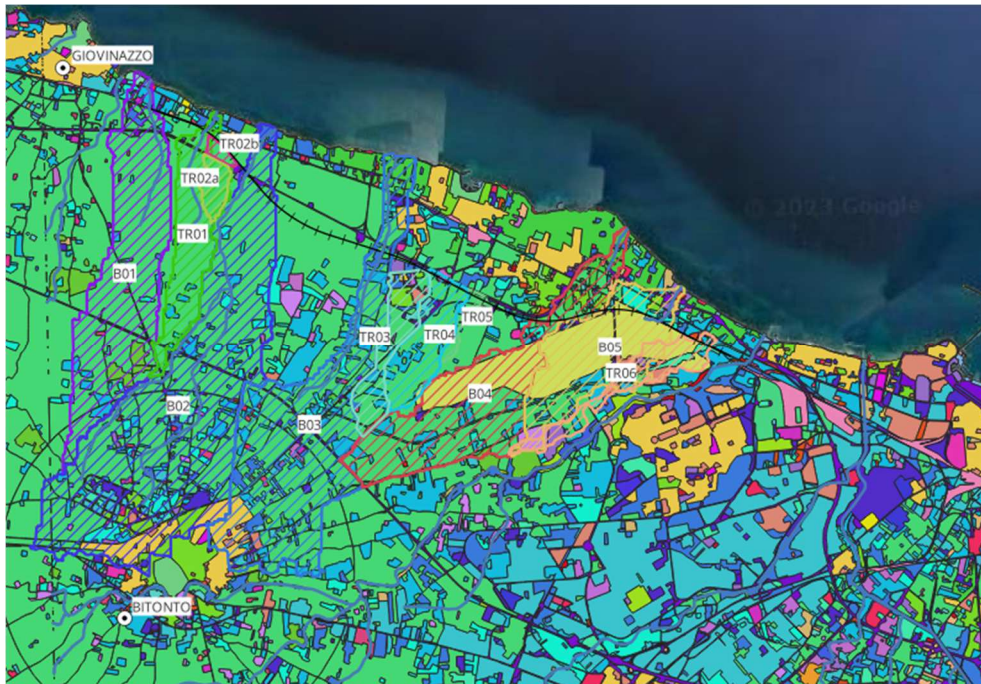 GIOVINAZZO
TR02b
TR02a
© 2023 Google
TR01
B01
TR05
TR03
TR04
B05
TR06
B04
B02
B03
BITONTO